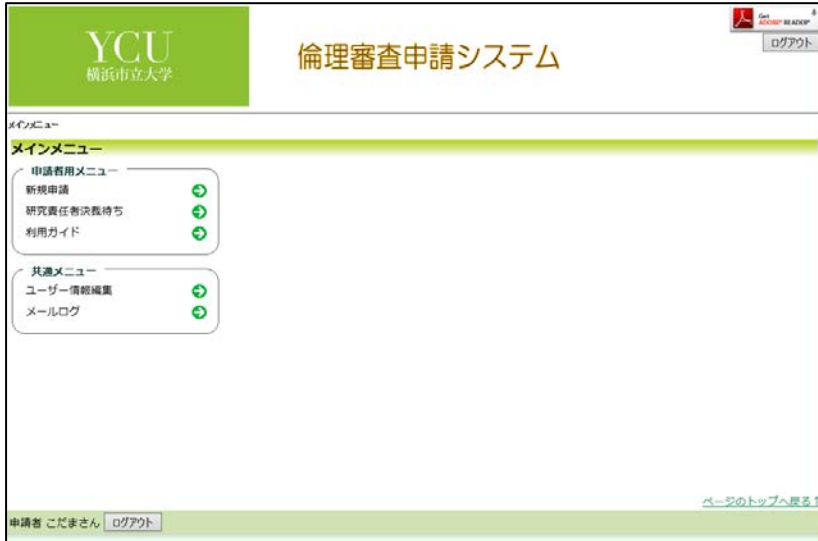 YCU
横浜市立大学
倫理審査申請システム
Get
ADOBE® READER®
ログアウト
メインメニュー
メインメニュー
申請者用メニュー
新規申請
研究責任者決裁待ち
利用ガイド
共通メニュー
ユーザー情報編集
メールログ
ページのトップへ戻る↑
申請者 こだまさん ログアウト